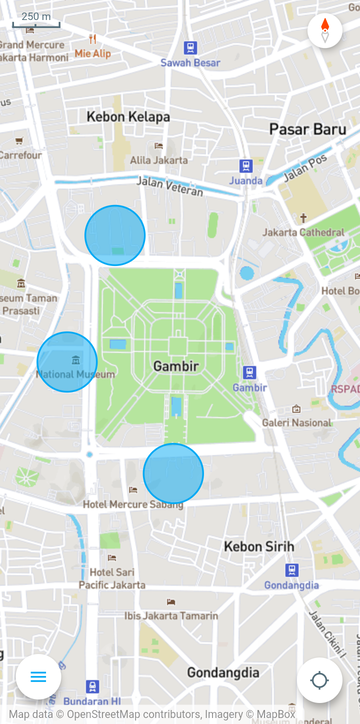 250 m
Grand Mercure
Jakarta Harmoni
Mie Alip
Sawah Besar
Kebon Kelapa
Pasar Baru
Carrefour
Alila Jakarta
Juanda
Jalan Pos
Jalan Veteran
Jakarta Cathedral
Hotel Bo
seum Taman
Prasasti
Gambir
National Museum
Gambir
RSPAD
Galeri Nasional
Hotel Mercure Sabang
Kebon Sirih
Hotel Sari
Pacific Jakarta
Gondangdia
Ibis Jakarta Tamarin
Jalan Cikini I
Gondangdia
Bundaran HI
Map data © OpenStreetMap contributors, Imagery © MapBox